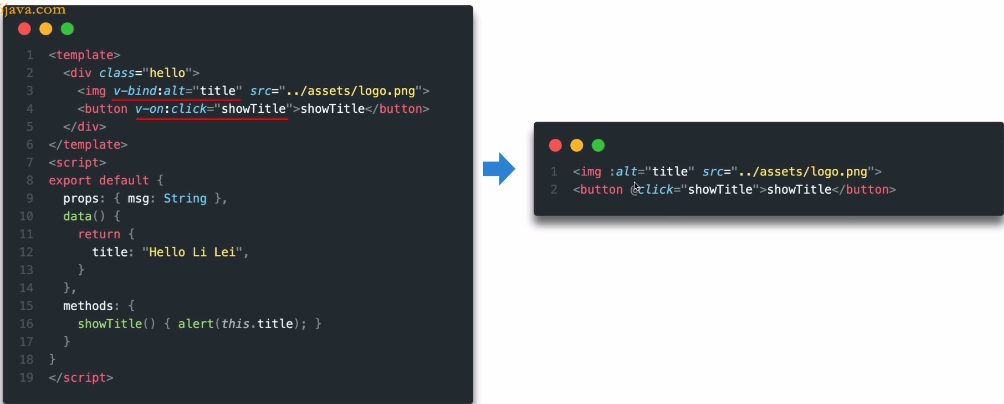 java.com
1 <template>
2 <div class="hello">
3 <img v-bind:alt="title" src="../assets/logo.png">
4 <button v-on:click="showTitle">showTitle</button>
5 </div>
6 </template>
7 <script>
8 export default {
9 props: { msg: String },
10 data() {
11 return {
12 title: "Hello Li Lei",
13 }
14 },
15 methods: {
16 showTitle() { alert(this.title); }
17 }
18 }
19 </script>
1 <img :alt="title" src="../assets/logo.png">
2 <button @click="showTitle">showTitle</button>